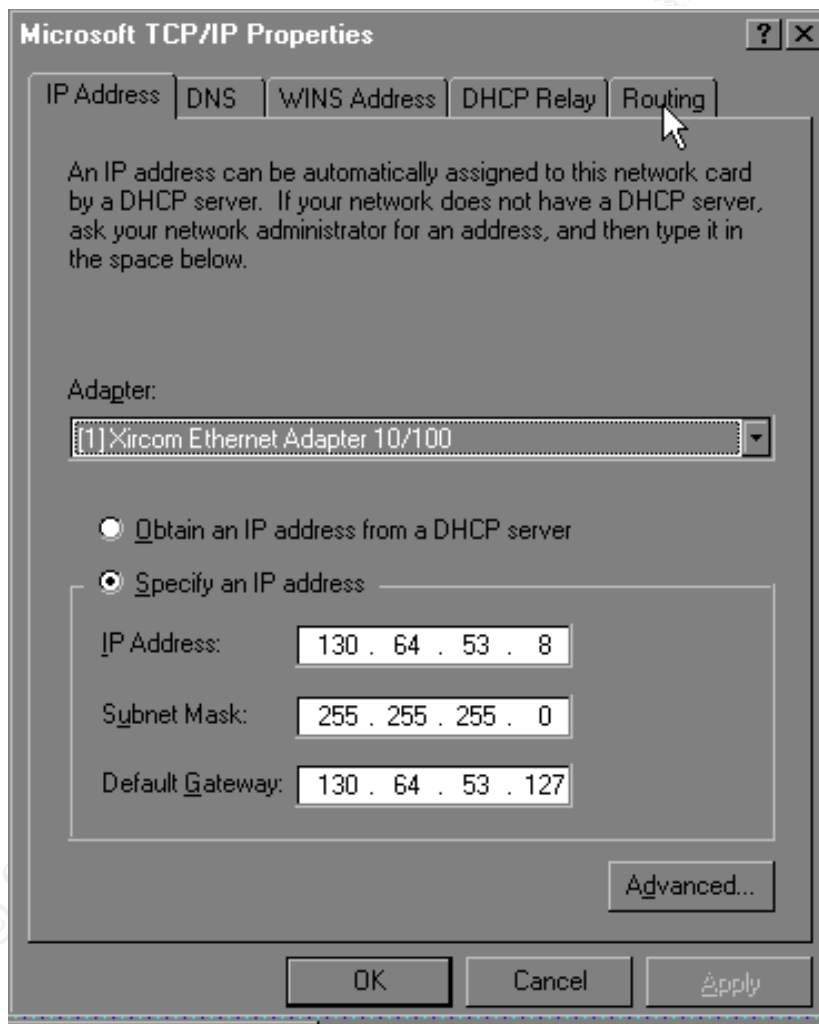 Microsoft TCP/IP Properties
IP Address DNS WINS Address DHCP Relay Routing
An IP address can be automatically assigned to this network card
by a DHCP server. If your network does not have a DHCP server,
ask your network administrator for an address, and then type it in
the space below.
Adapter:
[1] Xircom Ethernet Adapter 10/100
Obtain an IP address from a DHCP server
Specify an IP address
IP Address: 130 . 64 . 53 . 8
Subnet Mask: 255 . 255 . 255 . 0
Default Gateway: 130 . 64 . 53 . 127
Advanced...
OK Cancel Apply